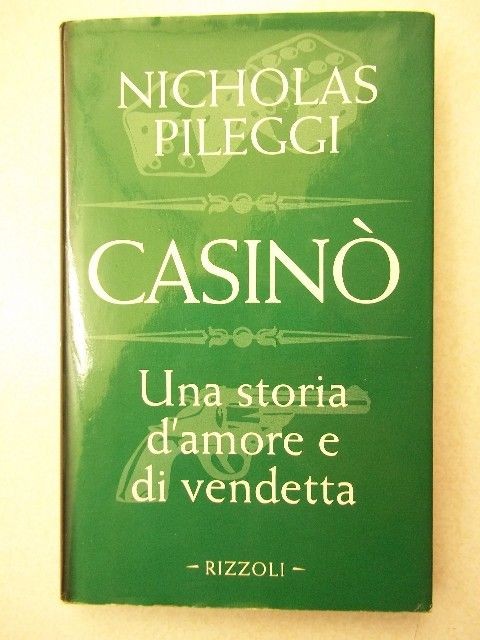 NICHOLAS
PILEGGI
CASINÒ
Una storia
d'amore e
di vendetta
- RIZZOLI -